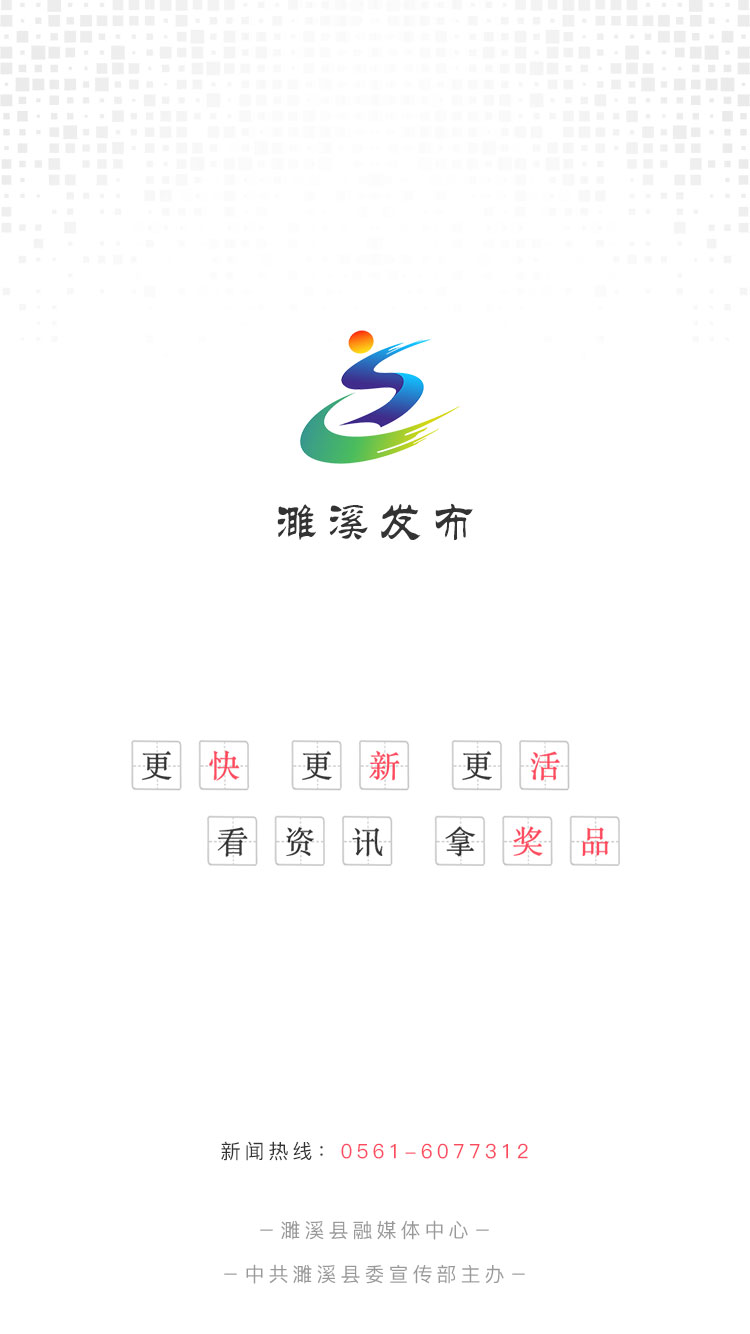 濉溪发布
更快 更新 更活
看资讯 拿奖品
新闻热线：0561-6077312
－濉溪县融媒体中心－
－中共濉溪县委宣传部主办－